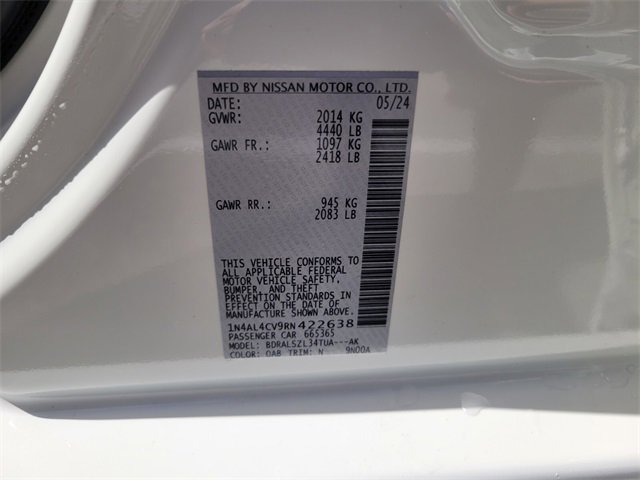 MFD BY NISSAN MOTOR CO., LTD.
DATE: 05/24
GVWR: 2014 KG
4440 LB
GAWR FR.: 1097 KG
2418 LB
GAWR RR.: 945 KG
2083 LB
THIS VEHICLE CONFORMS TO
ALL APPLICABLE FEDERAL
MOTOR VEHICLE SAFETY,
BUMPER, AND THEFT
PREVENTION STANDARDS IN
EFFECT ON THE DATE OF
MANUFACTURE SHOWN ABOVE.
1N4AL4CV9RN422638
PASSENGER CAR 665365
MODEL: BDRALSZL34TUA---AK
COLOR: QAB TRIM: N 9N00A